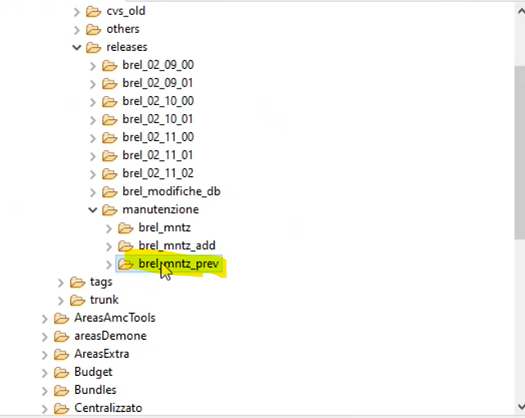 cvs_old
others
releases
brel_02_09_00
brel_02_09_01
brel_02_10_00
brel_02_10_01
brel_02_11_00
brel_02_11_01
brel_02_11_02
brel_modifiche_db
manutenzione
brel_mntz
brel_mntz_add
brel_mntz_prev
tags
trunk
AreasAmcTools
areasDemone
AreasExtra
Budget
Bundles
Centralizzato